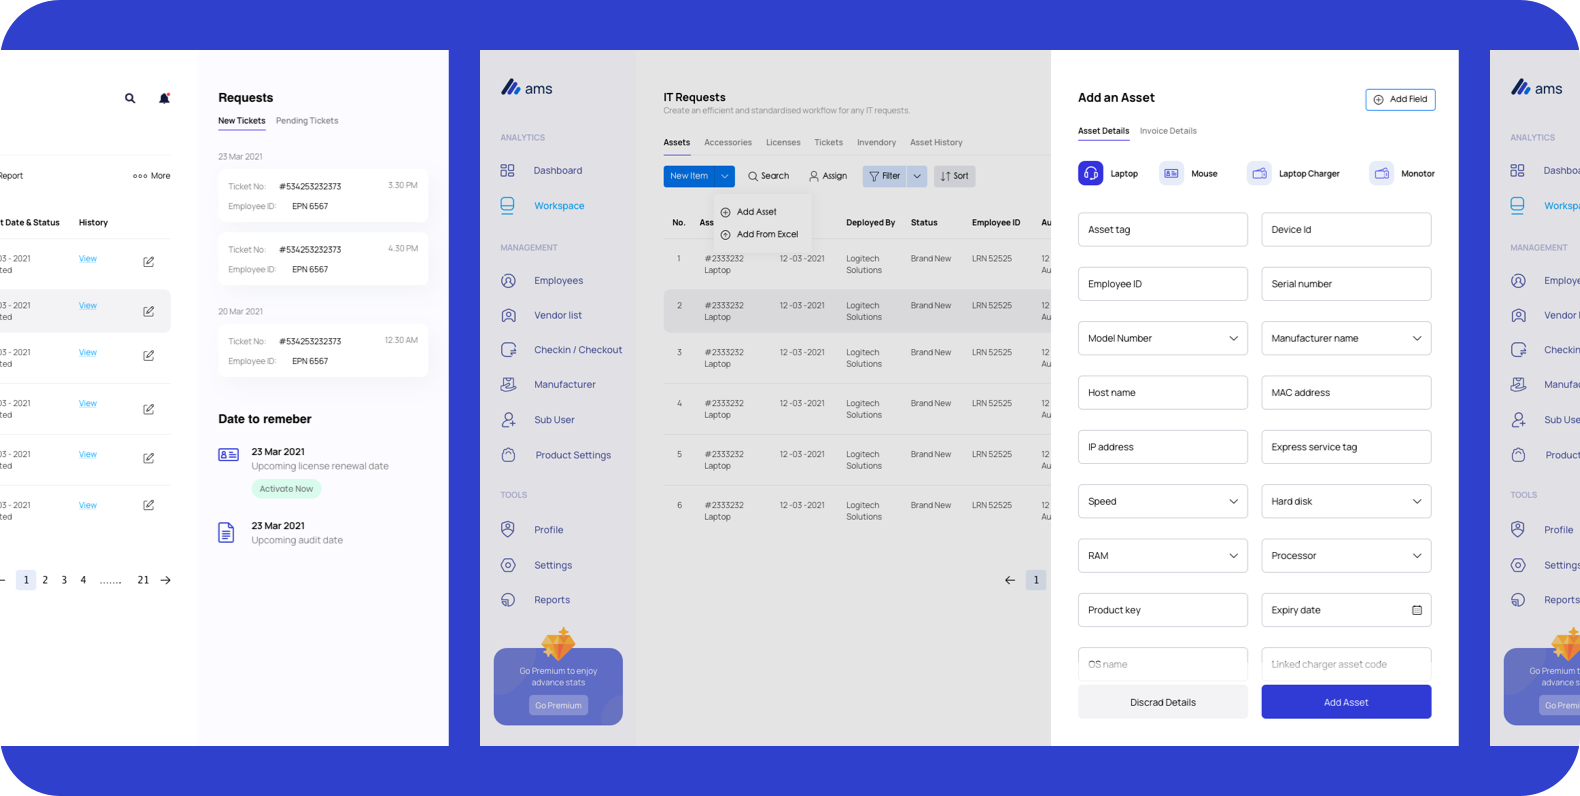 Report
More
t Date & Status
History
03 - 2021
ted
View
03 - 2021
ted
View
03 - 2021
ted
View
03 - 2021
ted
View
03 - 2021
ted
View
03 - 2021
ted
View
1 2 3 4 ....... 21
Requests
New Tickets Pending Tickets
23 Mar 2021
Ticket No: #534253232373 3.30 PM
Employee ID: EPN 6567
Ticket No: #534253232373 4.30 PM
Employee ID: EPN 6567
20 Mar 2021
Ticket No: #534253232373 12.30 AM
Employee ID: EPN 6567
Date to remeber
23 Mar 2021
Upcoming license renewal date
Activate Now
23 Mar 2021
Upcoming audit date
ams
ANALYTICS
Dashboard
Workspace
MANAGEMENT
Employees
Vendor list
Checkin / Checkout
Manufacturer
Sub User
Product Settings
TOOLS
Profile
Settings
Reports
Go Premium to enjoy
advance stats
Go Premium
IT Requests
Create an efficient and standardised workflow for any IT requests.
Assets Accessories Licenses Tickets Inventory Asset History
New Item Search Assign Filter Sort
Add Asset
Add From Excel
No. Ass Deployed By Status Employee ID Au
1 #2333232 12 -03 -2021 Logitech Brand New LRN 52525 12
Laptop Solutions Au
2 #2333232 12 -03 -2021 Logitech Brand New LRN 52525 12
Laptop Solutions Au
3 #2333232 12 -03 -2021 Logitech Brand New LRN 52525 12
Laptop Solutions Au
4 #2333232 12 -03 -2021 Logitech Brand New LRN 52525 12
Laptop Solutions Au
5 #2333232 12 -03 -2021 Logitech Brand New LRN 52525 12
Laptop Solutions Au
6 #2333232 12 -03 -2021 Logitech Brand New LRN 52525 12
Laptop Solutions Au
1
Add an Asset
Add Field
Asset Details Invoice Details
Laptop Mouse Laptop Charger Monotor
Asset tag Device Id
Employee ID Serial number
Model Number Manufacturer name
Host name MAC address
IP address Express service tag
Speed Hard disk
RAM Processor
Product key Expiry date
OS name Linked charger asset code
Discrad Details Add Asset
ams
ANALYTICS
Dashboa
Workspa
MANAGEMENT
Employe
Vendor l
Checkin
Manufac
Sub Use
Product
TOOLS
Profile
Settings
Reports
Go Premium t
advance s
Go Premi